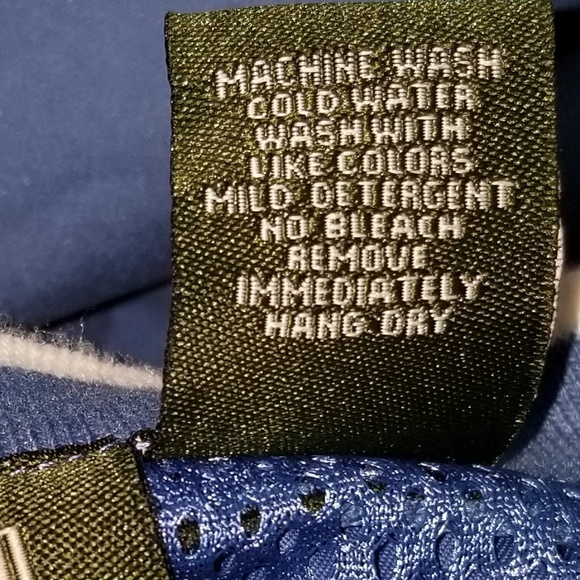 MACHINE WASH
COLD WATER
WASH WITH
LIKE COLORS
MILD DETERGENT
NO BLEACH
REMOVE
IMMEDIATELY
HANG DRY